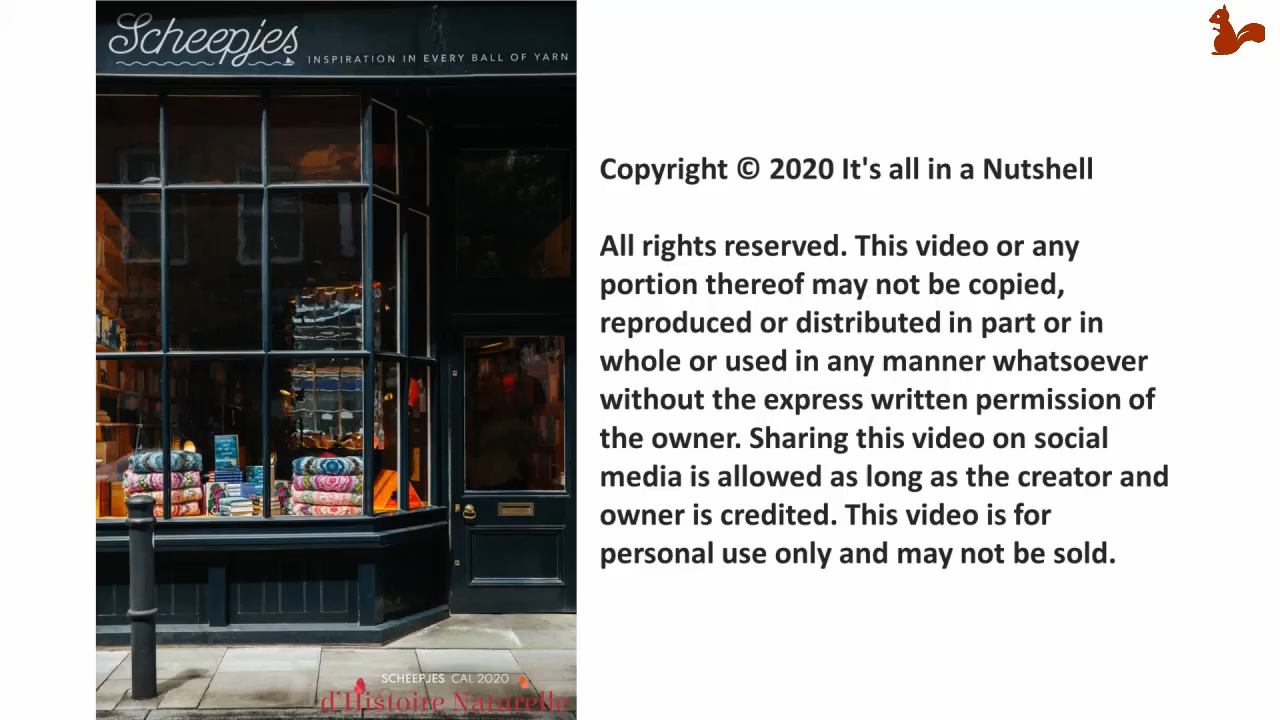 Scheepjes
INSPIRATION IN EVERY BALL OF YARN
Copyright © 2020 It's all in a Nutshell
All rights reserved. This video or any
portion thereof may not be copied,
reproduced or distributed in part or in
whole or used in any manner whatsoever
without the express written permission of
the owner. Sharing this video on social
media is allowed as long as the creator and
owner is credited. This video is for
personal use only and may not be sold.
SCHEEPJES CAL 2020
d'Histoire Naturelle